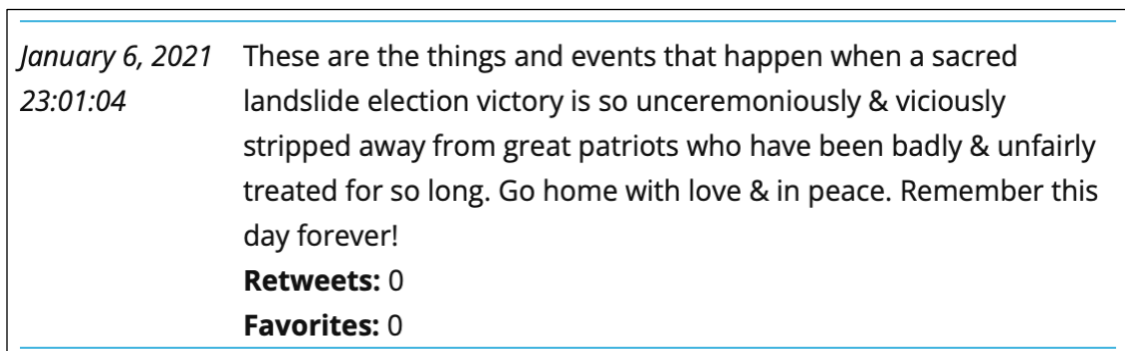 January 6, 2021
23:01:04
These are the things and events that happen when a sacred
landslide election victory is so unceremoniously & viciously
stripped away from great patriots who have been badly & unfairly
treated for so long. Go home with love & in peace. Remember this
day forever!
Retweets: 0
Favorites: 0